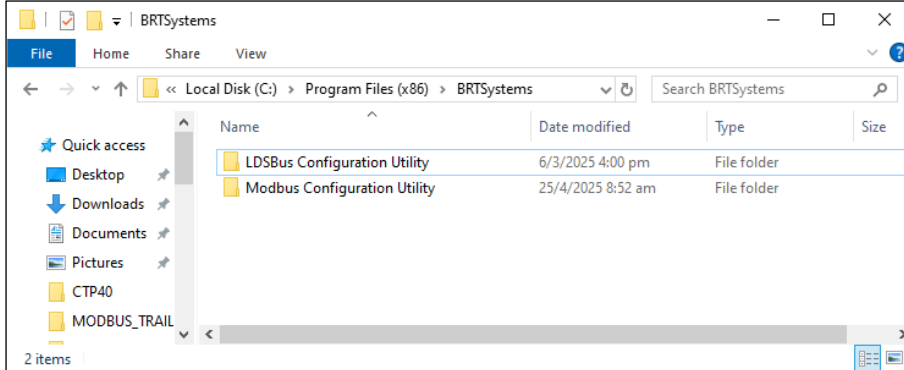 BRTSystems
File Home Share View
« Local Disk (C:) > Program Files (x86) > BRTSystems Search BRTSystems
Name Date modified Type Size
Quick access
Desktop
Downloads
Documents
Pictures
CTP40
MODBUS_TRAIL
LDSBus Configuration Utility 6/3/2025 4:00 pm File folder
Modbus Configuration Utility 25/4/2025 8:52 am File folder
2 items